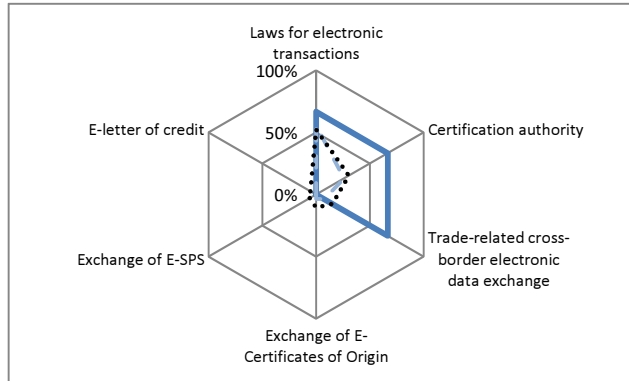 Laws for electronic
transactions
100%
E-letter of credit
50%
Certification authority
0%
Exchange of E-SPS
Trade-related cross-
border electronic
data exchange
Exchange of E-
Certificates of Origin